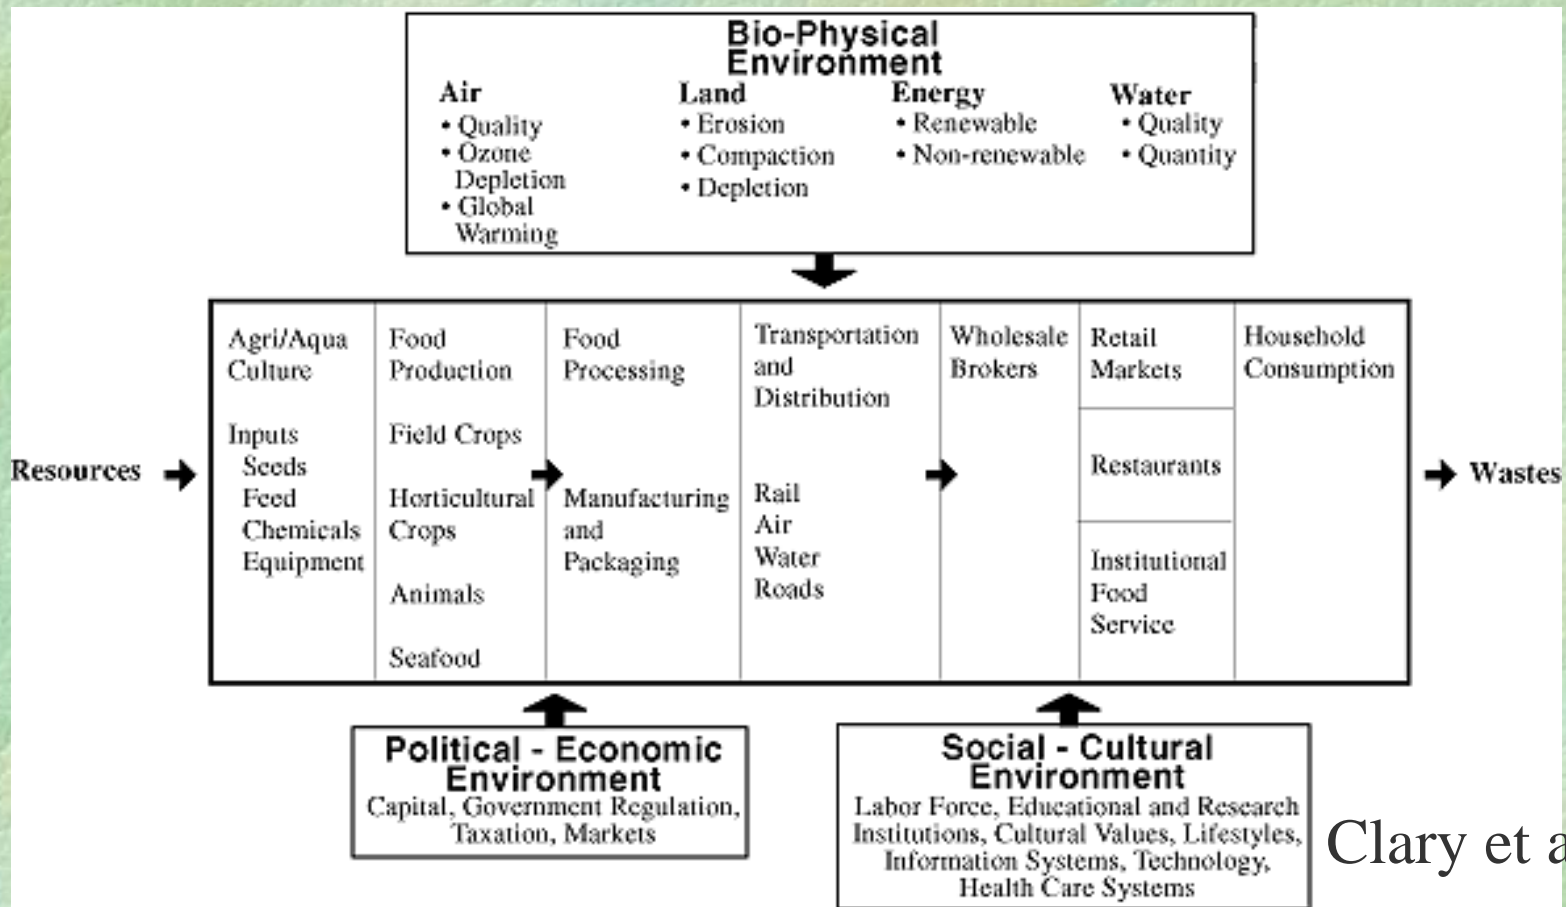 Bio-Physical
Environment
Air
• Quality
• Ozone
Depletion
• Global
Warming
Land
• Erosion
• Compaction
• Depletion
Energy
• Renewable
• Non-renewable
Water
• Quality
• Quantity
Resources
Agri/Aqua
Culture
Inputs
Seeds
Feed
Chemicals
Equipment
Food
Production
Field Crops
Horticultural
Crops
Animals
Seafood
Food
Processing
Manufacturing
and
Packaging
Transportation
and
Distribution
Rail
Air
Water
Roads
Wholesale
Brokers
Retail
Markets
Restaurants
Institutional
Food
Service
Household
Consumption
Wastes
Political - Economic
Environment
Capital, Government Regulation,
Taxation, Markets
Social - Cultural
Environment
Labor Force, Educational and Research
Institutions, Cultural Values, Lifestyles,
Information Systems, Technology,
Health Care Systems
Clary et a